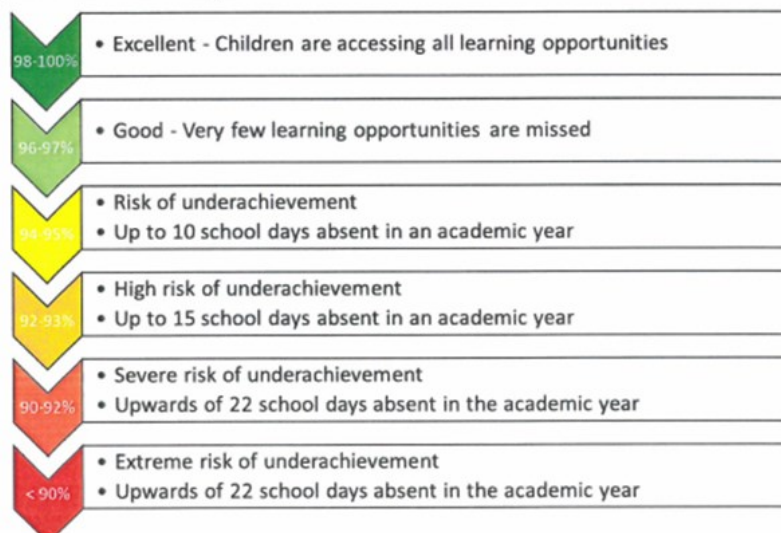 98-100%
• Excellent - Children are accessing all learning opportunities
96-97%
• Good - Very few learning opportunities are missed
94-95%
• Risk of underachievement
• Up to 10 school days absent in an academic year
92-93%
• High risk of underachievement
• Up to 15 school days absent in an academic year
90-92%
• Severe risk of underachievement
• Upwards of 22 school days absent in the academic year
< 90%
• Extreme risk of underachievement
• Upwards of 22 school days absent in the academic year